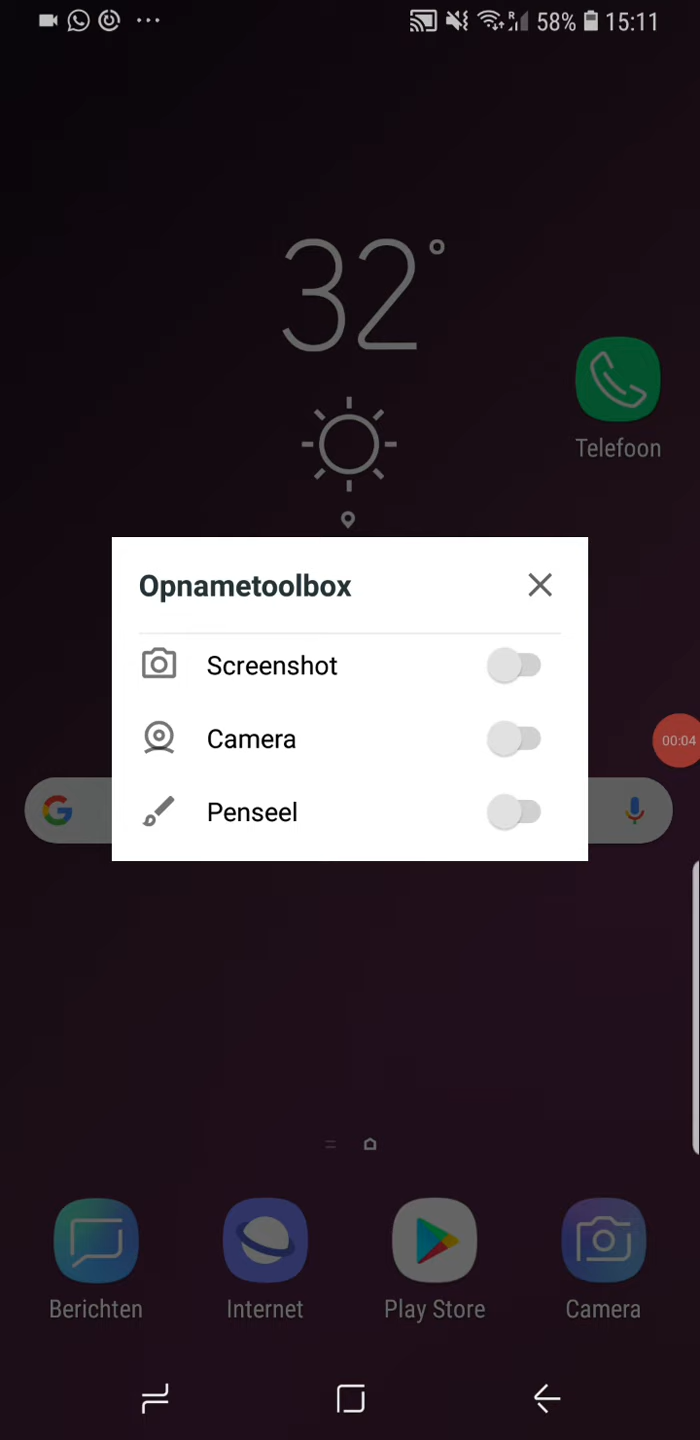 58% 15:11
32°
Telefoon
Opnametoolbox
Screenshot
Camera
00:04
Penseel
Berichten Internet Play Store Camera